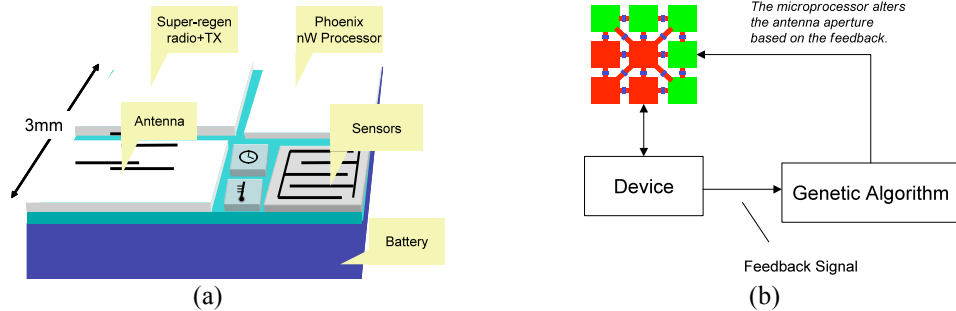 Super-regen
radio+TX
Phoenix
nW Processor
3mm
Antenna
Sensors
Battery
(a)
The microprocessor alters
the antenna aperture
based on the feedback.
Device
Genetic Algorithm
Feedback Signal
(b)